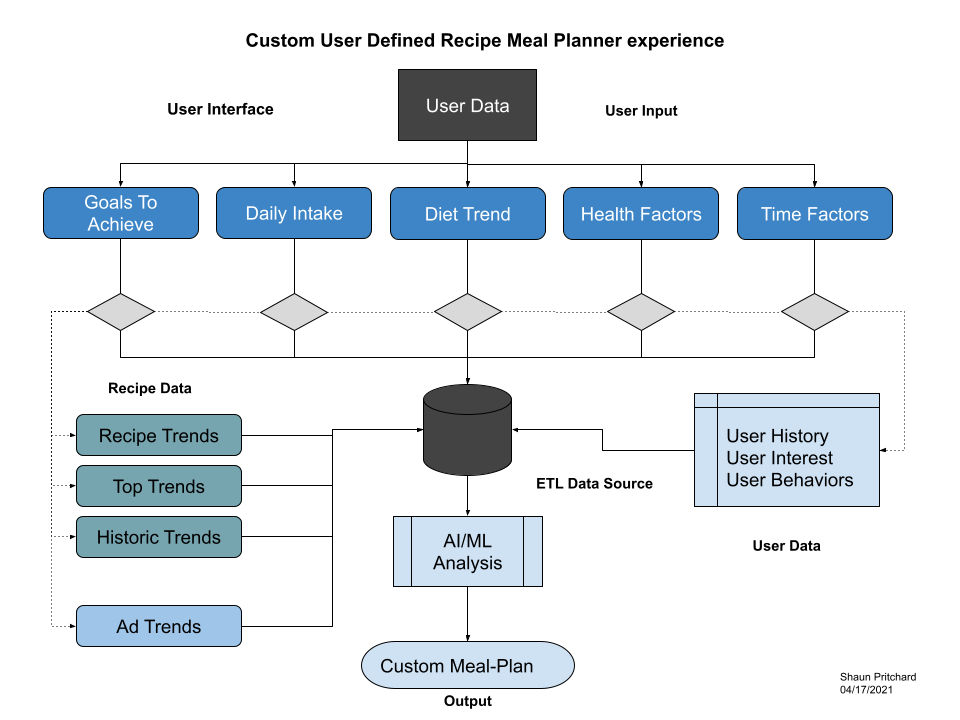 Custom User Defined Recipe Meal Planner experience
User Interface
User Data
User Input
Goals To
Achieve
Daily Intake
Diet Trend
Health Factors
Time Factors
Recipe Data
Recipe Trends
Top Trends
Historic Trends
Ad Trends
ETL Data Source
User History
User Interest
User Behaviors
User Data
AI/ML
Analysis
Custom Meal-Plan
Output
Shaun Pritchard
04/17/2021